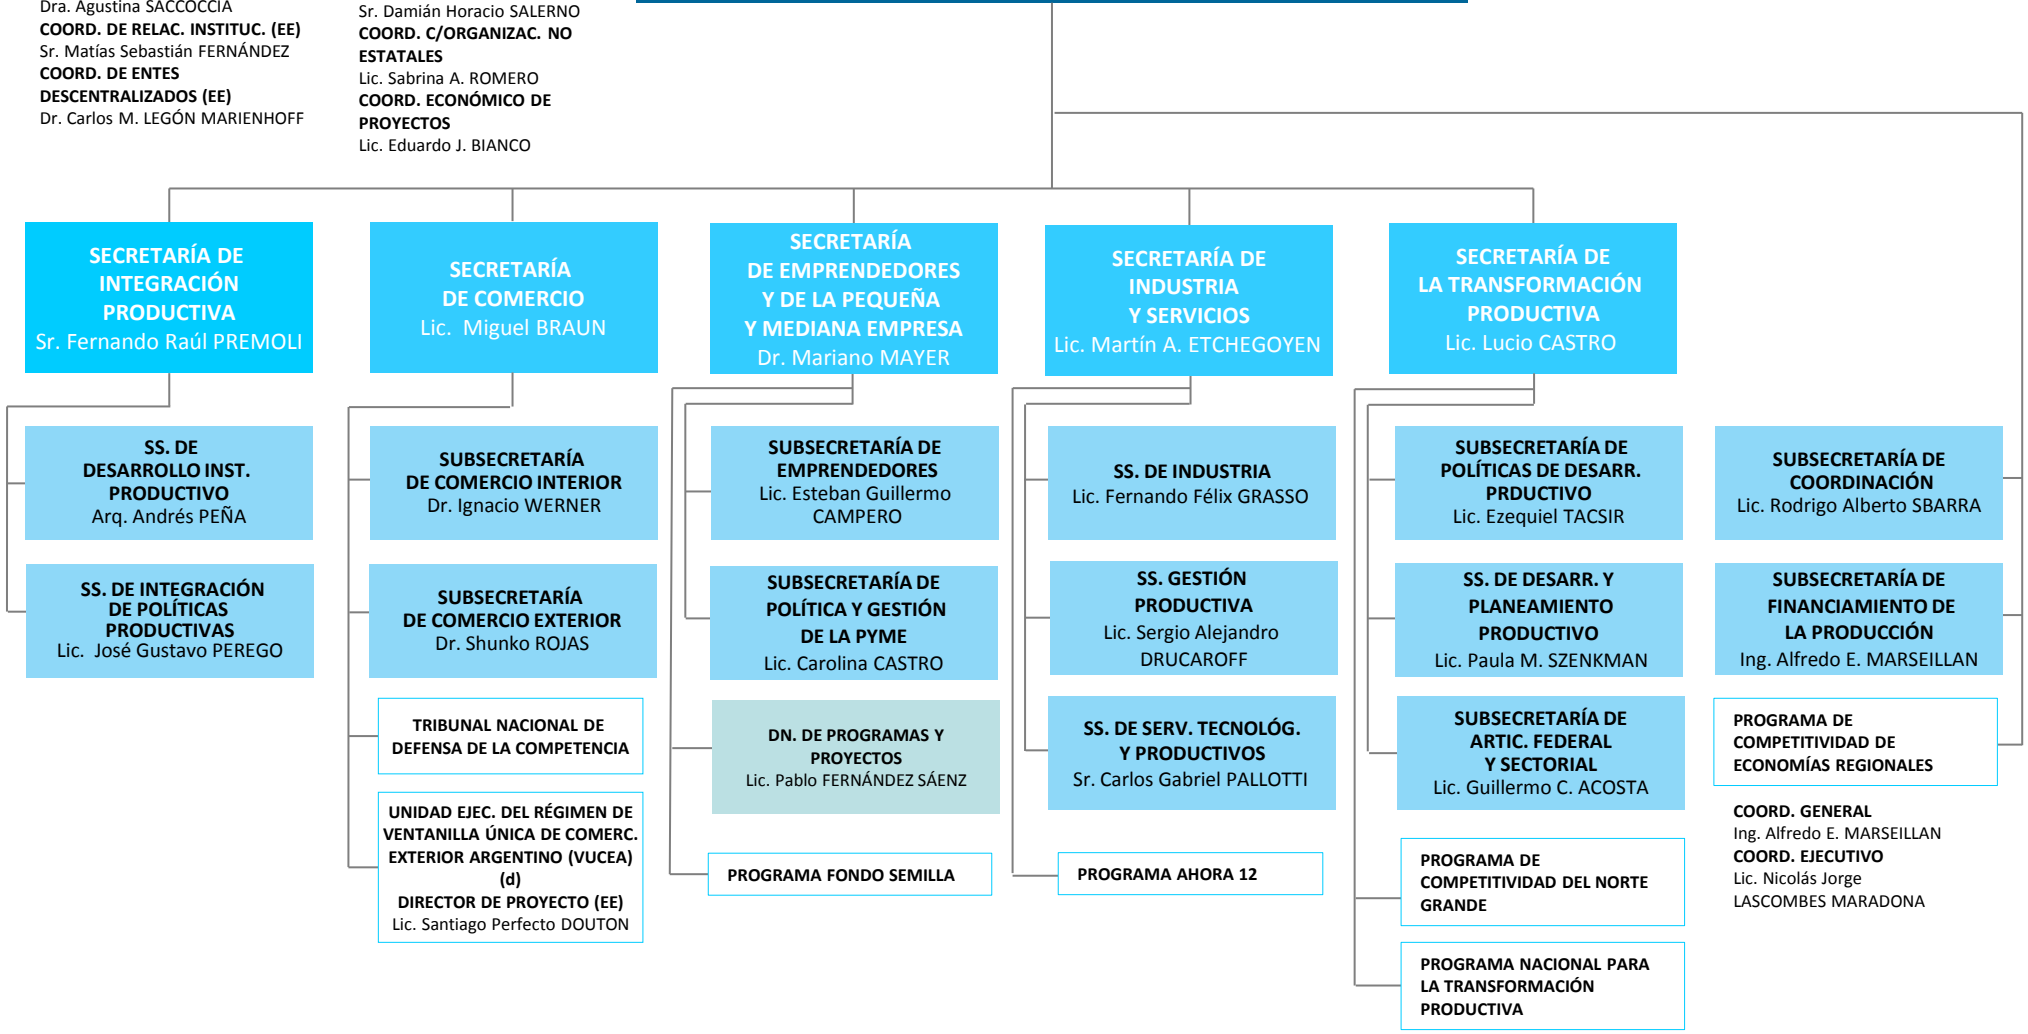 Dra. Agustina SACCOCCIA
COORD. DE RELAC. INSTITUC. (EE)
Sr. Matías Sebastián FERNÁNDEZ
COORD. DE ENTES
DESCENTRALIZADOS (EE)
Dr. Carlos M. LEGÓN MARIENHOFF
Sr. Damián Horacio SALERNO
COORD. C/ORGANIZAC. NO
ESTATALES
Lic. Sabrina A. ROMERO
COORD. ECONÓMICO DE
PROYECTOS
Lic. Eduardo J. BIANCO
SECRETARÍA DE
INTEGRACIÓN
PRODUCTIVA
Sr. Fernando Raúl PREMOLI
SECRETARÍA
DE COMERCIO
Lic. Miguel BRAUN
SECRETARÍA
DE EMPRENDEDORES
Y DE LA PEQUEÑA
Y MEDIANA EMPRESA
Dr. Mariano MAYER
SECRETARÍA DE
INDUSTRIA
Y SERVICIOS
Lic. Martín A. ETCHEGOYEN
SECRETARÍA DE
LA TRANSFORMACIÓN
PRODUCTIVA
Lic. Lucio CASTRO
SS. DE
DESARROLLO INST.
PRODUCTIVO
Arq. Andrés PEÑA
SUBSECRETARÍA
DE COMERCIO INTERIOR
Dr. Ignacio WERNER
SUBSECRETARÍA DE
EMPRENDEDORES
Lic. Esteban Guillermo
CAMPERO
SS. DE INDUSTRIA
Lic. Fernando Félix GRASSO
SUBSECRETARÍA DE
POLÍTICAS DE DESARR.
PRDUCTIVO
Lic. Ezequiel TACSIR
SUBSECRETARÍA DE
COORDINACIÓN
Lic. Rodrigo Alberto SBARRA
SS. DE INTEGRACIÓN
DE POLÍTICAS
PRODUCTIVAS
Lic. José Gustavo PEREGO
SUBSECRETARÍA
DE COMERCIO EXTERIOR
Dr. Shunko ROJAS
SUBSECRETARÍA DE
POLÍTICA Y GESTIÓN
DE LA PYME
Lic. Carolina CASTRO
SS. GESTIÓN
PRODUCTIVA
Lic. Sergio Alejandro
DRUCAROFF
SS. DE DESARR. Y
PLANEAMIENTO
PRODUCTIVO
Lic. Paula M. SZENKMAN
SUBSECRETARÍA DE
FINANCIAMIENTO DE
LA PRODUCCIÓN
Ing. Alfredo E. MARSEILLAN
TRIBUNAL NACIONAL DE
DEFENSA DE LA COMPETENCIA
DN. DE PROGRAMAS Y
PROYECTOS
Lic. Pablo FERNÁNDEZ SÁENZ
SS. DE SERV. TECNOLÓG.
Y PRODUCTIVOS
Sr. Carlos Gabriel PALLOTTI
SUBSECRETARÍA DE
ARTIC. FEDERAL
Y SECTORIAL
Lic. Guillermo C. ACOSTA
PROGRAMA DE
COMPETITIVIDAD DE
ECONOMÍAS REGIONALES
COORD. GENERAL
Ing. Alfredo E. MARSEILLAN
COORD. EJECUTIVO
Lic. Nicolás Jorge
LASCOMBES MARADONA
UNIDAD EJEC. DEL RÉGIMEN DE
VENTANILLA ÚNICA DE COMERC.
EXTERIOR ARGENTINO (VUCEA)
(d)
DIRECTOR DE PROYECTO (EE)
Lic. Santiago Perfecto DOUTON
PROGRAMA FONDO SEMILLA
PROGRAMA AHORA 12
PROGRAMA DE
COMPETITIVIDAD DEL NORTE
GRANDE
PROGRAMA NACIONAL PARA
LA TRANSFORMACIÓN
PRODUCTIVA